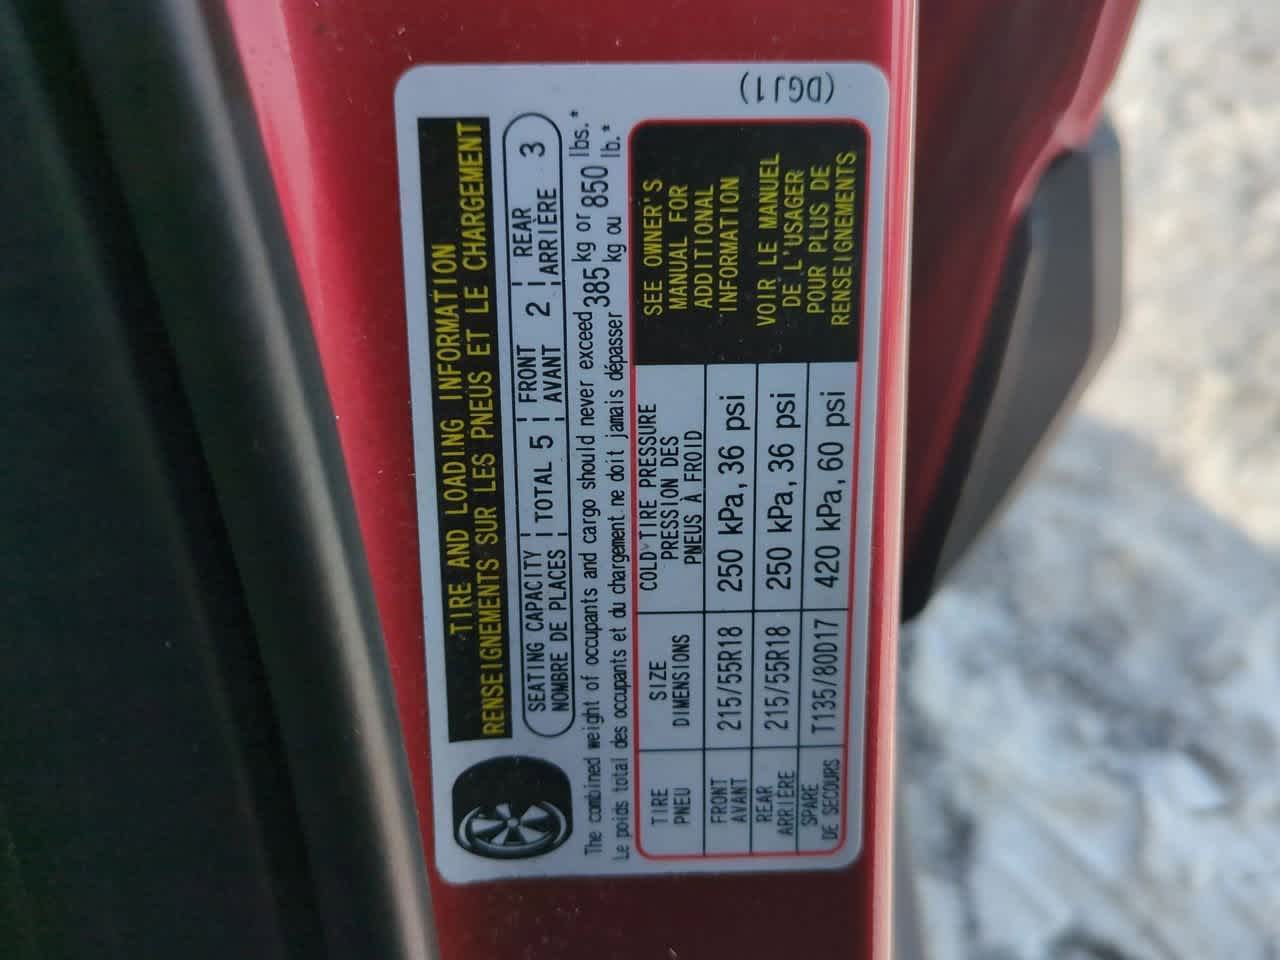 (DGJ1)
TIRE AND LOADING INFORMATION
RENSEIGNEMENTS SUR LES PNEUS ET LE CHARGEMENT
SEATING CAPACITY TOTAL 5 FRONT 2 REAR 3
NOMBRE DE PLACES AVANT ARRIÈRE
The combined weight of occupants and cargo should never exceed 385 kg or 850 lbs.*
Le poids total des occupants et du chargement ne doit jamais dépasser 385 kg ou 850 lb.*
TIRE
PNEU
SIZE
DIMENSIONS
COLD TIRE PRESSURE
PRESSION DES
PNEUS À FROID
FRONT
AVANT
215/55R18
250 kPa, 36 psi
REAR
ARRIÈRE
215/55R18
250 kPa, 36 psi
SPARE
DE SECOURS
T135/80D17
420 kPa, 60 psi
SEE OWNER'S
MANUAL FOR
ADDITIONAL
INFORMATION
VOIR LE MANUEL
DE L'USAGER
POUR PLUS DE
RENSEIGNEMENTS